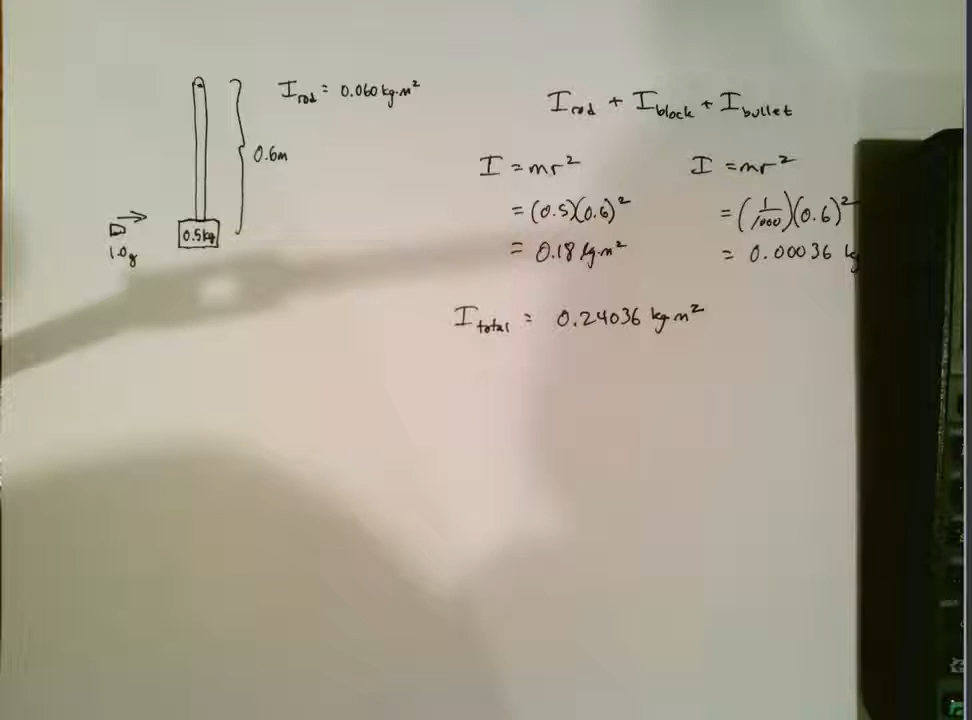 I_rod = 0.060 kg·m²
0.6m
0.5kg
1.0g
I_rod + I_block + I_bullet
I = mr²
= (0.5)(0.6)²
= 0.18 kg·m²
I = mr²
= (1/1000)(0.6)²
= 0.00036 kg
I_total = 0.24036 kg·m²